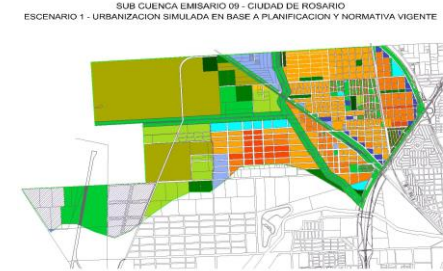 SUB CUENCA EMISARIO 09 - CIUDAD DE ROSARIO
ESCENARIO 1 - URBANIZACION SIMULADA EN BASE A PLANIFICACION Y NORMATIVA VIGENTE